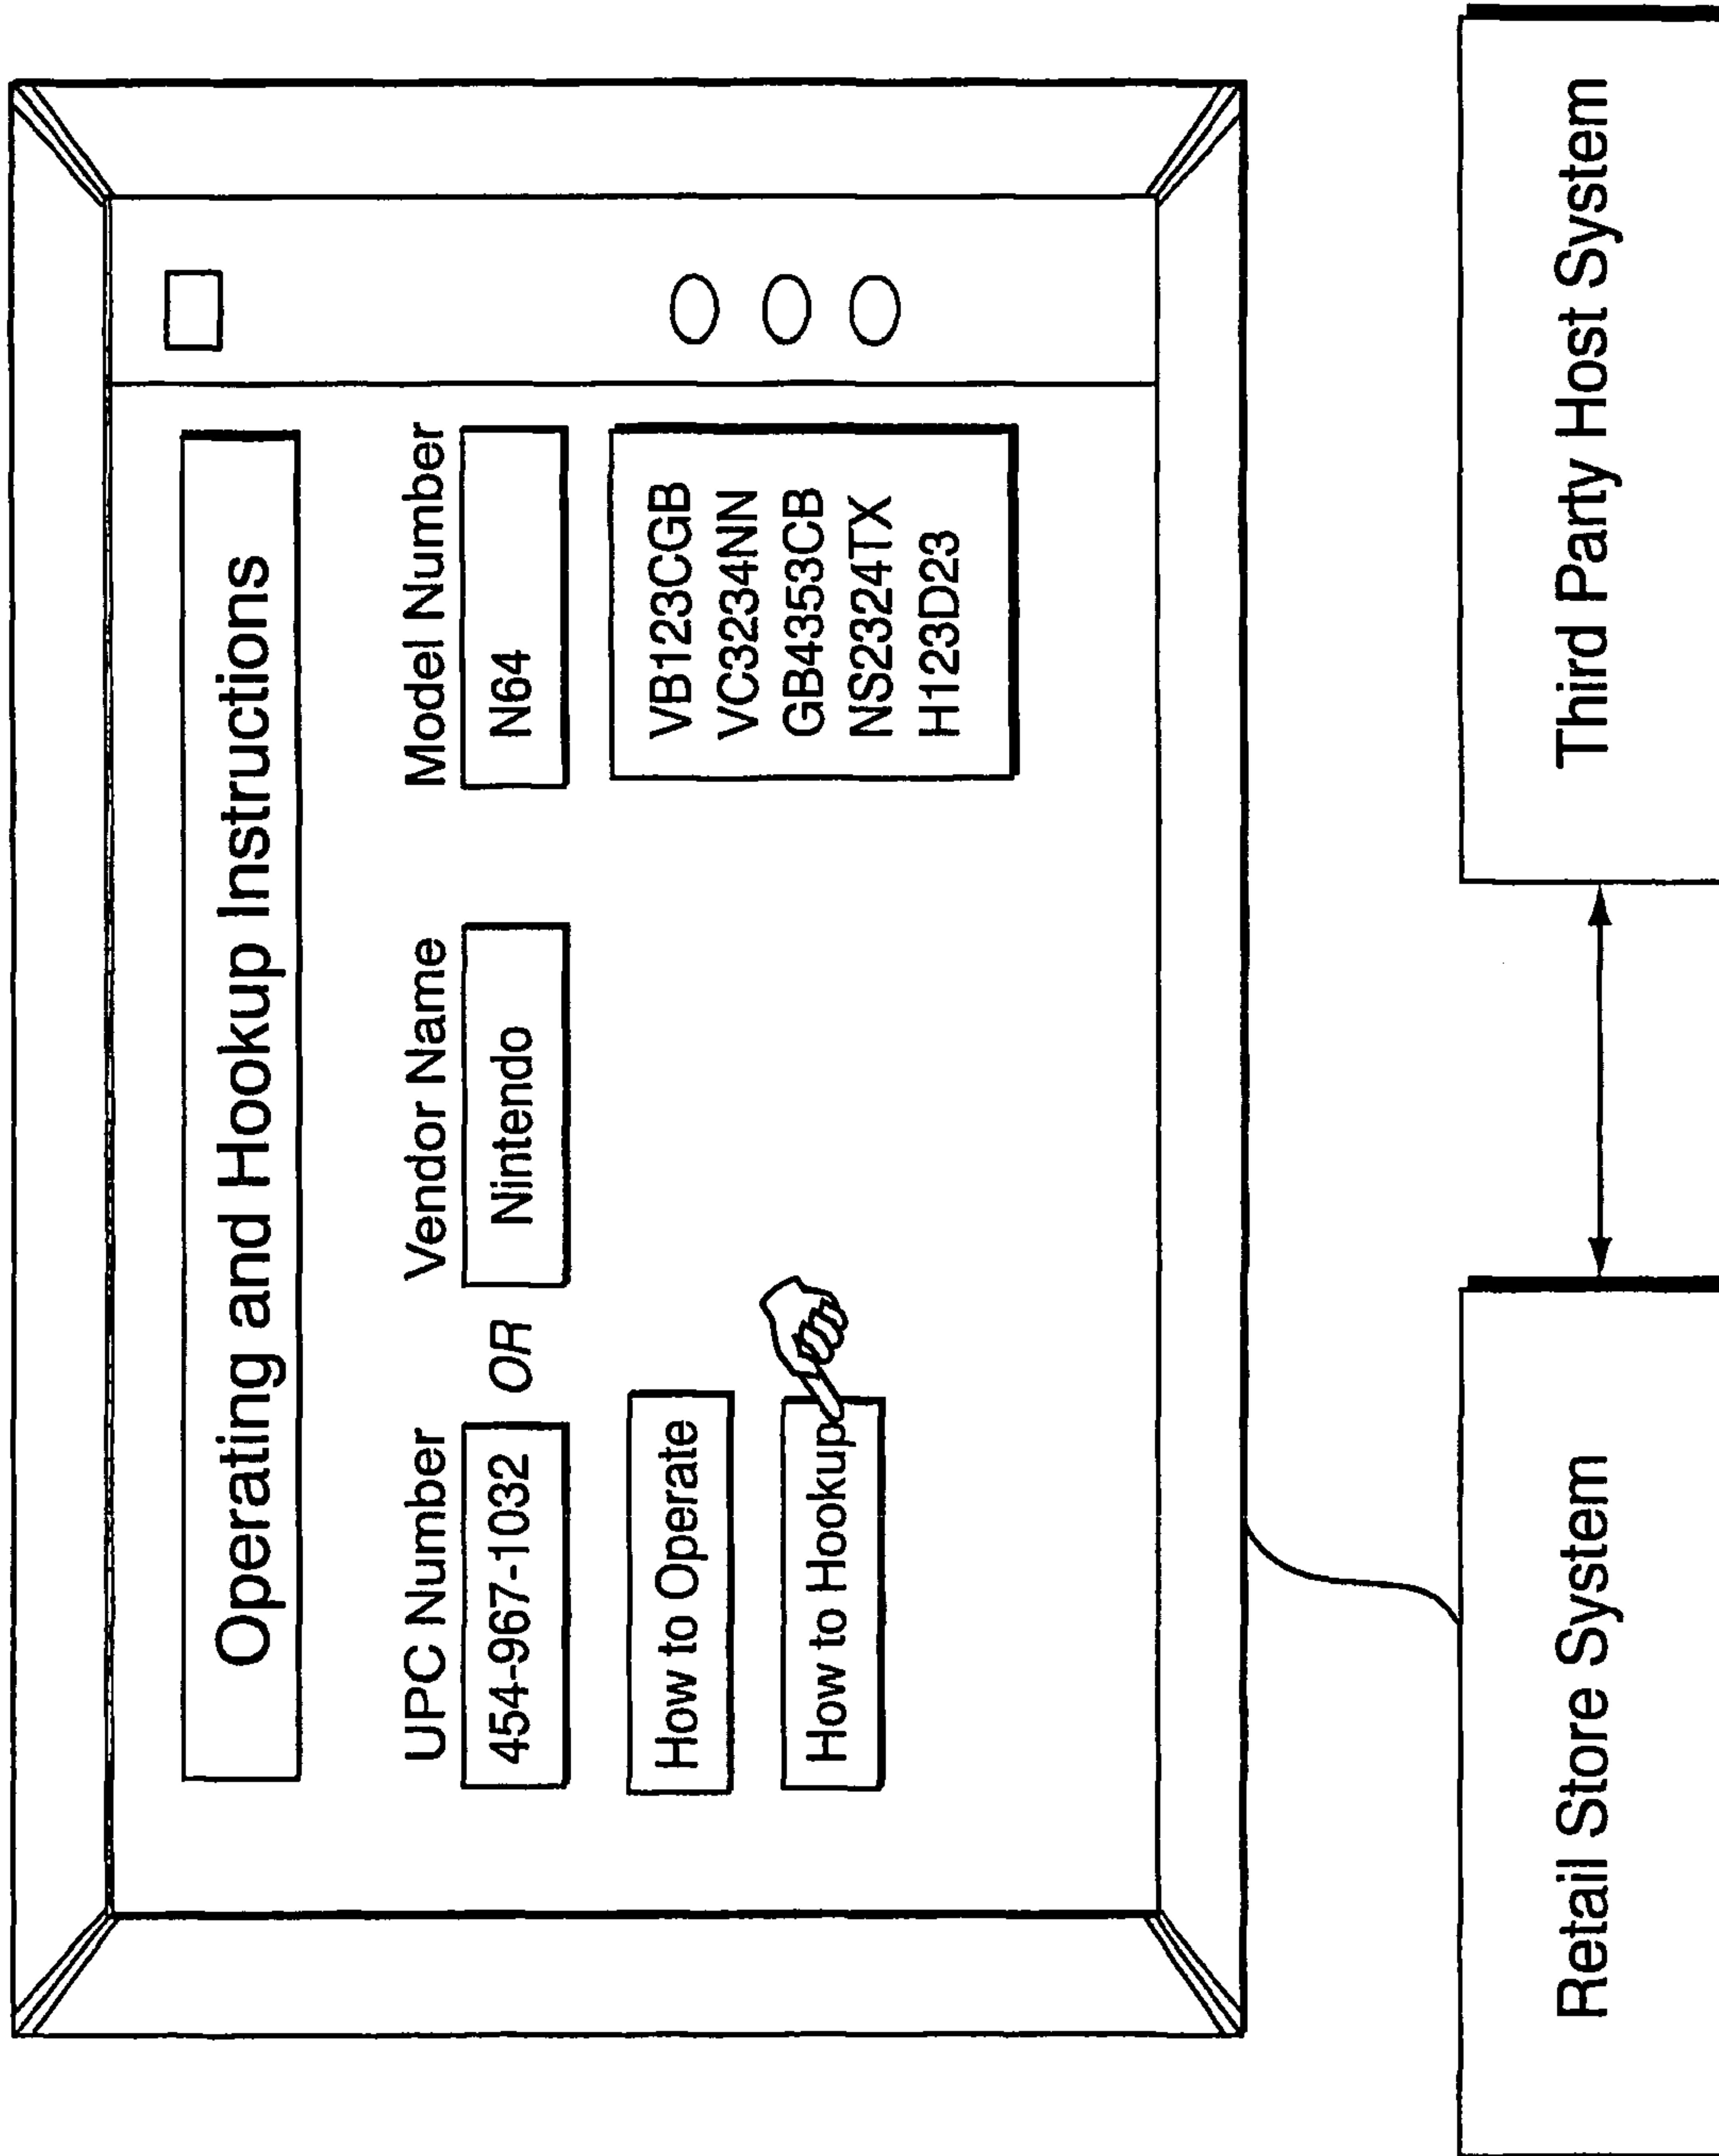 Operating and Hookup Instructions
UPC Number Vendor Name Model Number
454-967-1032 OR Nintendo N64
How to Operate
How to Hookup
VB123CGB
VC3234NN
GB4353CB
NS2324TX
H123D23
Retail Store System
Third Party Host System